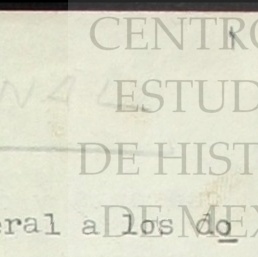 CENTRO
ESTUD
DE HIST
DE MEX
eral a los do